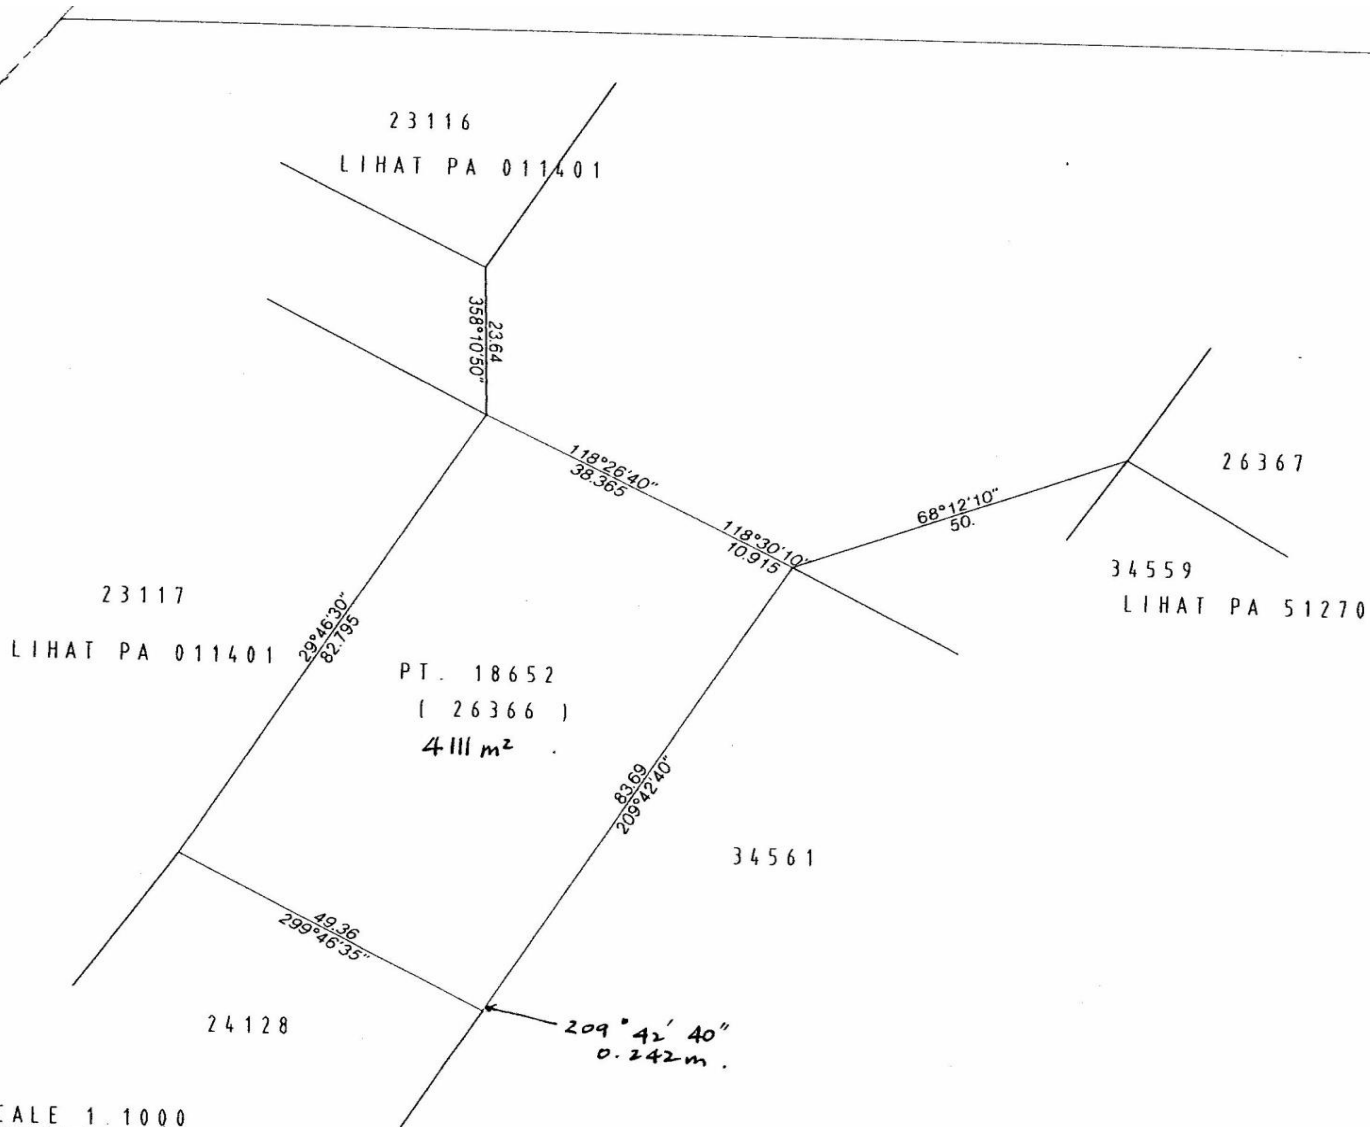 23116
LIHAT PA 011401
23.64
358°10'50"
118°26'40"
38.365
118°30'10"
10.915
68°12'10"
50.
26367
34559
LIHAT PA 51270
23117
LIHAT PA 011401
29°46'30"
82.795
PT. 18652
( 26366 )
4111 m²
83.69
209°42'40"
34561
49.36
299°46'35"
24128
209° 42' 40"
0.242m.
CALE 1.1000